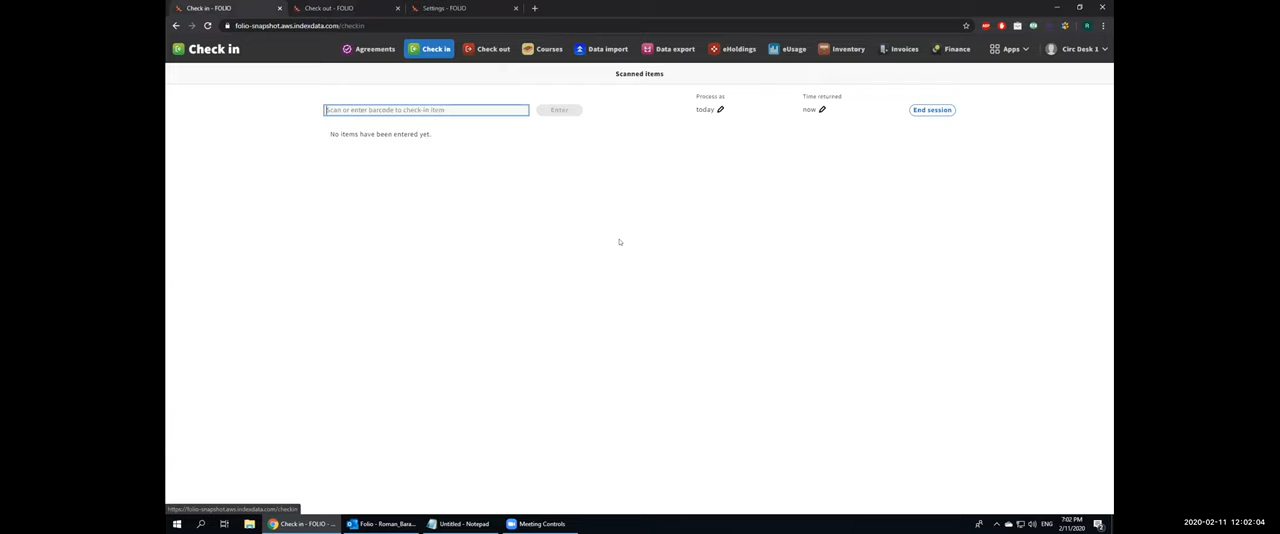 Check in - FOLIO
Check out - FOLIO
Settings - FOLIO
folio-snapshot.aws.indexdata.com/checkin
Check in
Agreements
Check in
Check out
Courses
Data import
Data export
eHoldings
eUsage
Inventory
Invoices
Finance
Apps
Circ Desk 1
Scanned items
Process as
Time returned
Scan or enter barcode to check-in item
Enter
today
now
End session
No items have been entered yet.
https://folio-snapshot.aws.indexdata.com/checkin
Check in - FOLIO - ...
Folio - Roman_Bara...
Untitled - Notepad
Meeting Controls
ENG
7:02 PM
2/11/2020
2020-02-11 12:02:04